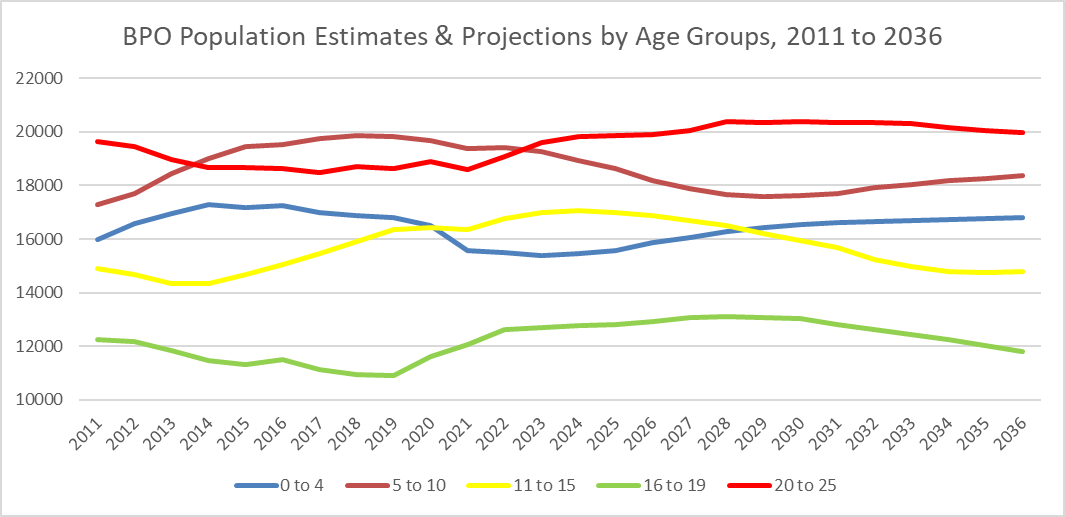 BPO Population Estimates & Projections by Age Groups, 2011 to 2036
22000
20000
18000
16000
14000
12000
10000
2011 2012 2013 2014 2015 2016 2017 2018 2019 2020 2021 2022 2023 2024 2025 2026 2027 2028 2029 2030 2031 2032 2033 2034 2035 2036
0 to 4 5 to 10 11 to 15 16 to 19 20 to 25